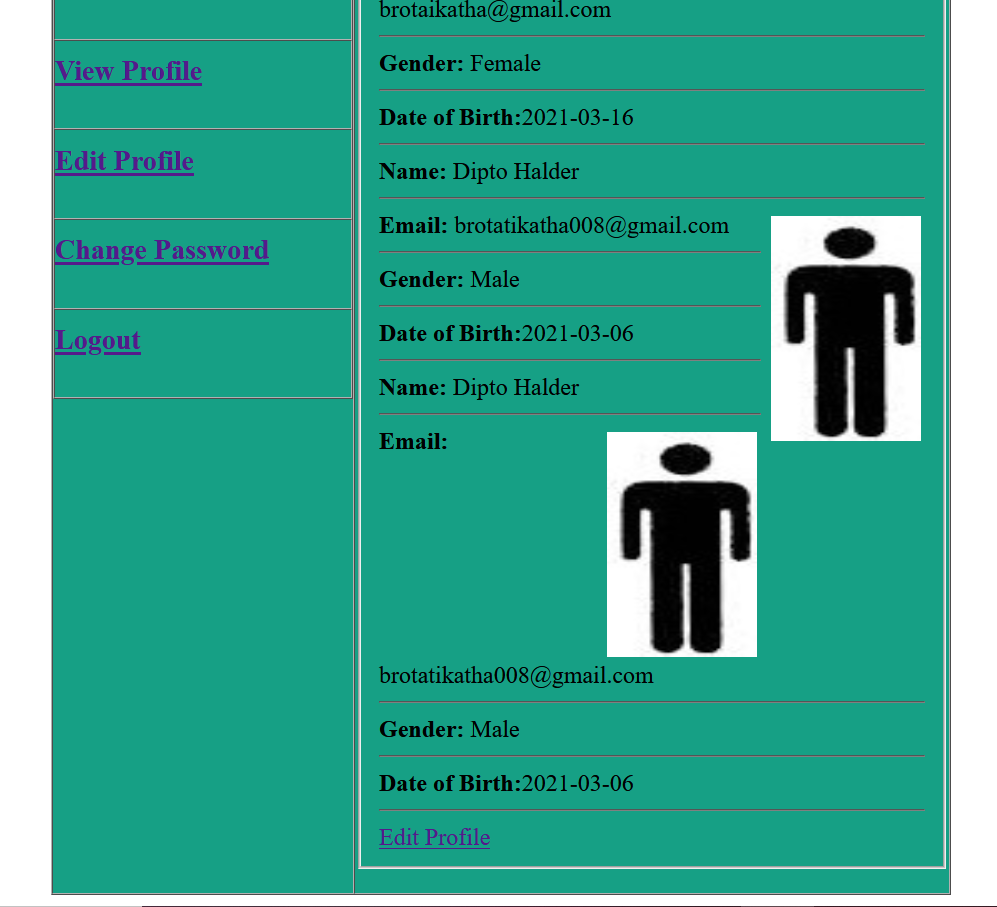 View Profile
Edit Profile
Change Password
Logout
brotaikatha@gmail.com
Gender: Female
Date of Birth:2021-03-16
Name: Dipto Halder
Email: brotatikatha008@gmail.com
Gender: Male
Date of Birth:2021-03-06
Name: Dipto Halder
Email:
brotatikatha008@gmail.com
Gender: Male
Date of Birth:2021-03-06
Edit Profile